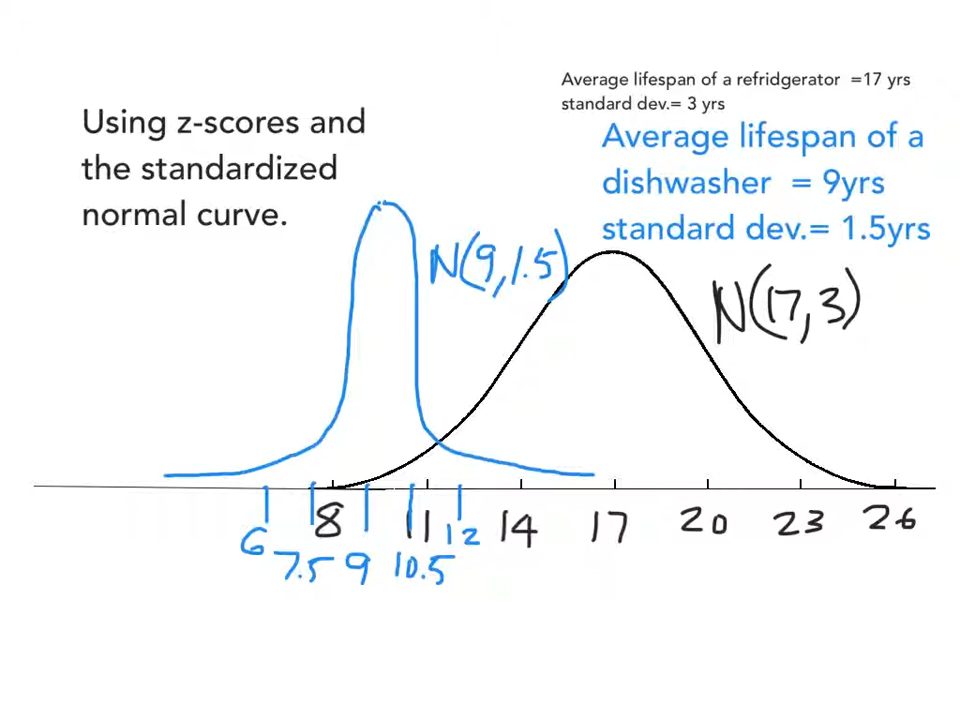 Average lifespan of a refridgerator =17 yrs
standard dev.= 3 yrs
Using z-scores and
the standardized
normal curve.
Average lifespan of a
dishwasher = 9yrs
standard dev.= 1.5yrs
N(9,1.5)
N(17,3)
8 11 14 17 20 23 26
6 7.5 9 10.5 12